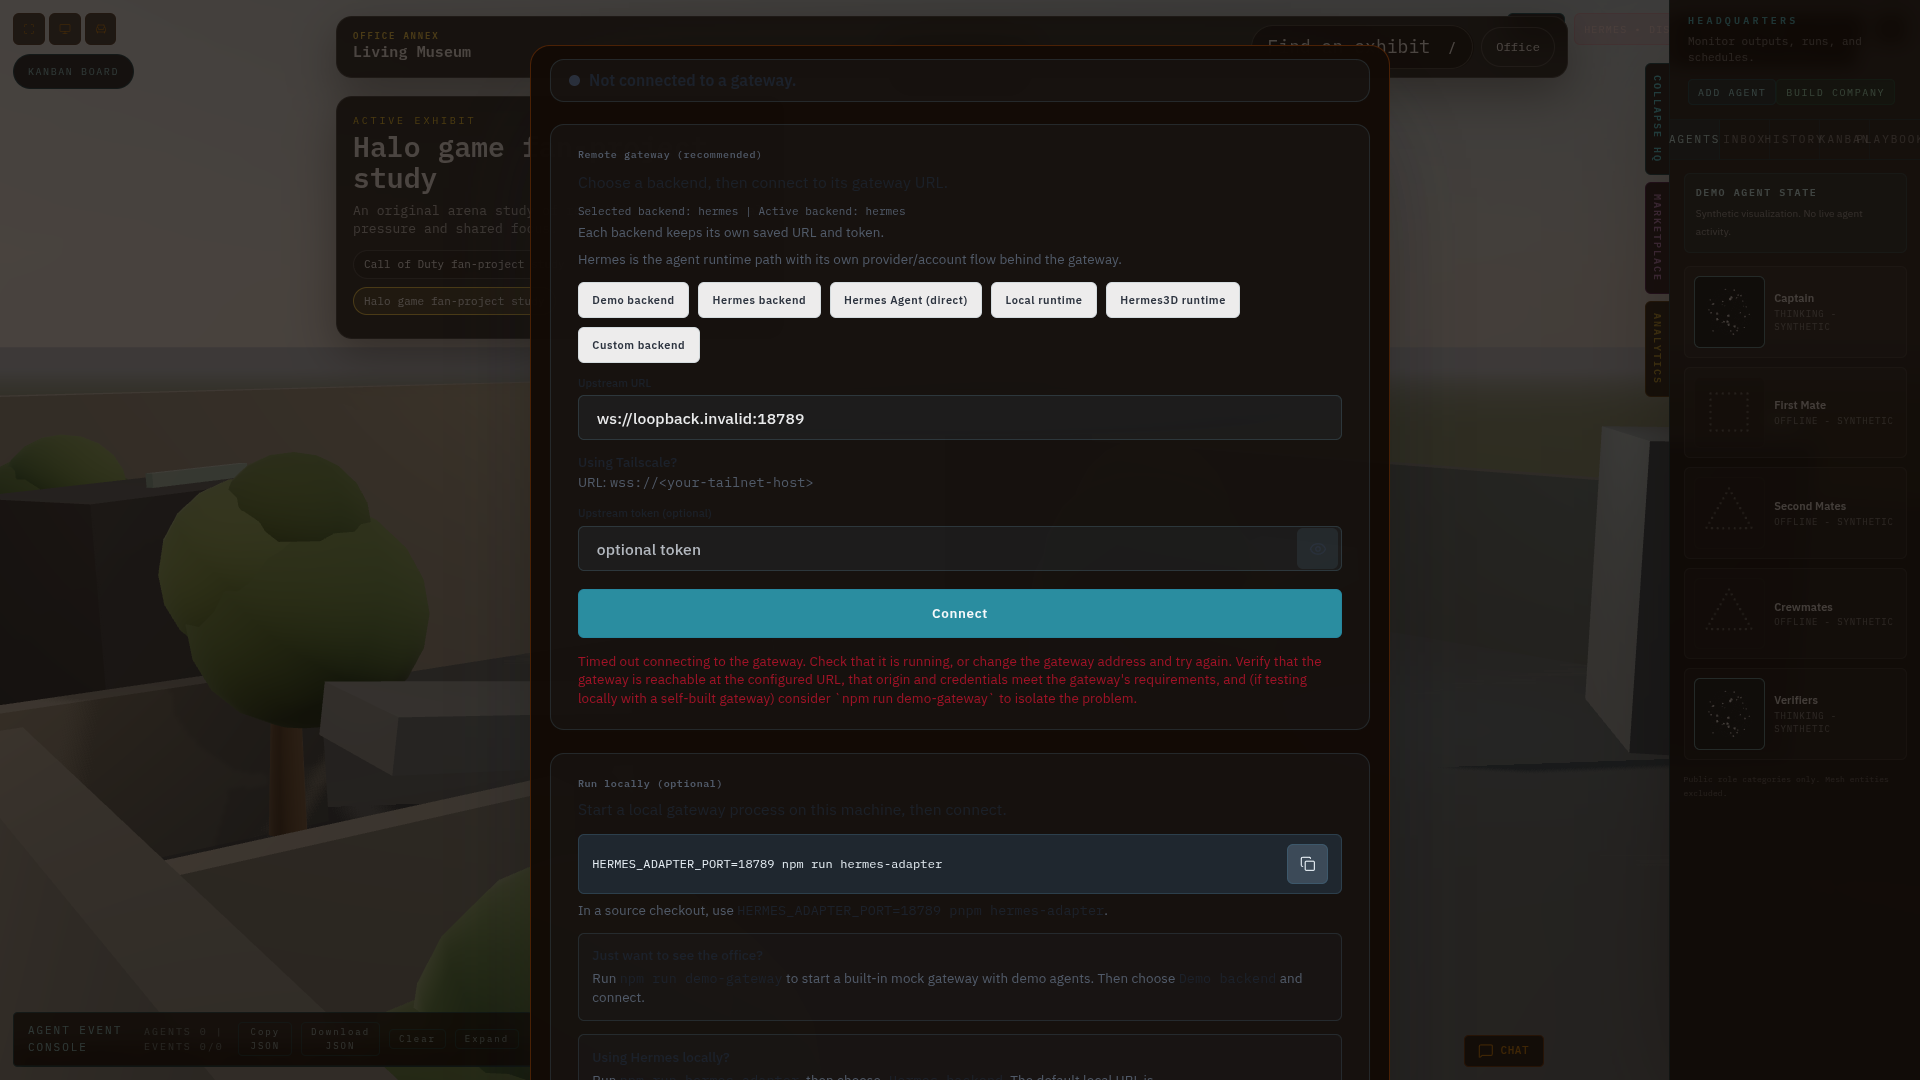 KANBAN BOARD
OFFICE ANNEX
Living Museum
Find an exhibit /
Office
ACTIVE EXHIBIT
Halo game
study
An original arena study
pressure and shared
Call of Duty fan-project
Halo game fan-project
Not connected to a gateway.
Remote gateway (recommended)
Choose a backend, then connect to its gateway URL.
Selected backend: hermes | Active backend: hermes
Each backend keeps its own saved URL and token.
Hermes is the agent runtime path with its own provider/account flow behind the gateway.
Demo backend
Hermes backend
Hermes Agent (direct)
Local runtime
Hermes3D runtime
Custom backend
Upstream URL
ws://loopback.invalid:18789
Using Tailscale?
URL: wss://<your-tailnet-host>
Upstream token (optional)
optional token
Connect
Timed out connecting to the gateway. Check that it is running, or change the gateway address and try again. Verify that the
gateway is reachable at the configured URL, that origin and credentials meet the gateway's requirements, and (if testing
locally with a self-built gateway) consider `npm run demo-gateway` to isolate the problem.
Run locally (optional)
Start a local gateway process on this machine, then connect.
HERMES_ADAPTER_PORT=18789 npm run hermes-adapter
In a source checkout, use HERMES_ADAPTER_PORT=18789 pnpm hermes-adapter.
Just want to see the office?
Run npm run demo-gateway to start a built-in mock gateway with demo agents. Then choose Demo backend and
connect.
Using Hermes locally?
AGENT EVENT
CONSOLE
AGENTS 0 |
EVENTS 0/0
Copy
JSON
Download
JSON
Clear
Expand
CHAT
COLLAPSE HQ
MARKETPLACE
ANALYTICS
HEADQUARTERS
Monitor outputs, runs, and
schedules.
ADD AGENT
BUILD COMPANY
AGENTS
INBOX
HISTORY
KANBAN
PLAYBOOK
DEMO AGENT STATE
Synthetic visualization. No live agent
activity.
Captain
THINKING -
SYNTHETIC
First Mate
OFFLINE - SYNTHETIC
Second Mates
OFFLINE - SYNTHETIC
Crewmates
OFFLINE - SYNTHETIC
Verifiers
THINKING -
SYNTHETIC
Public role categories only. Mesh entities
excluded.